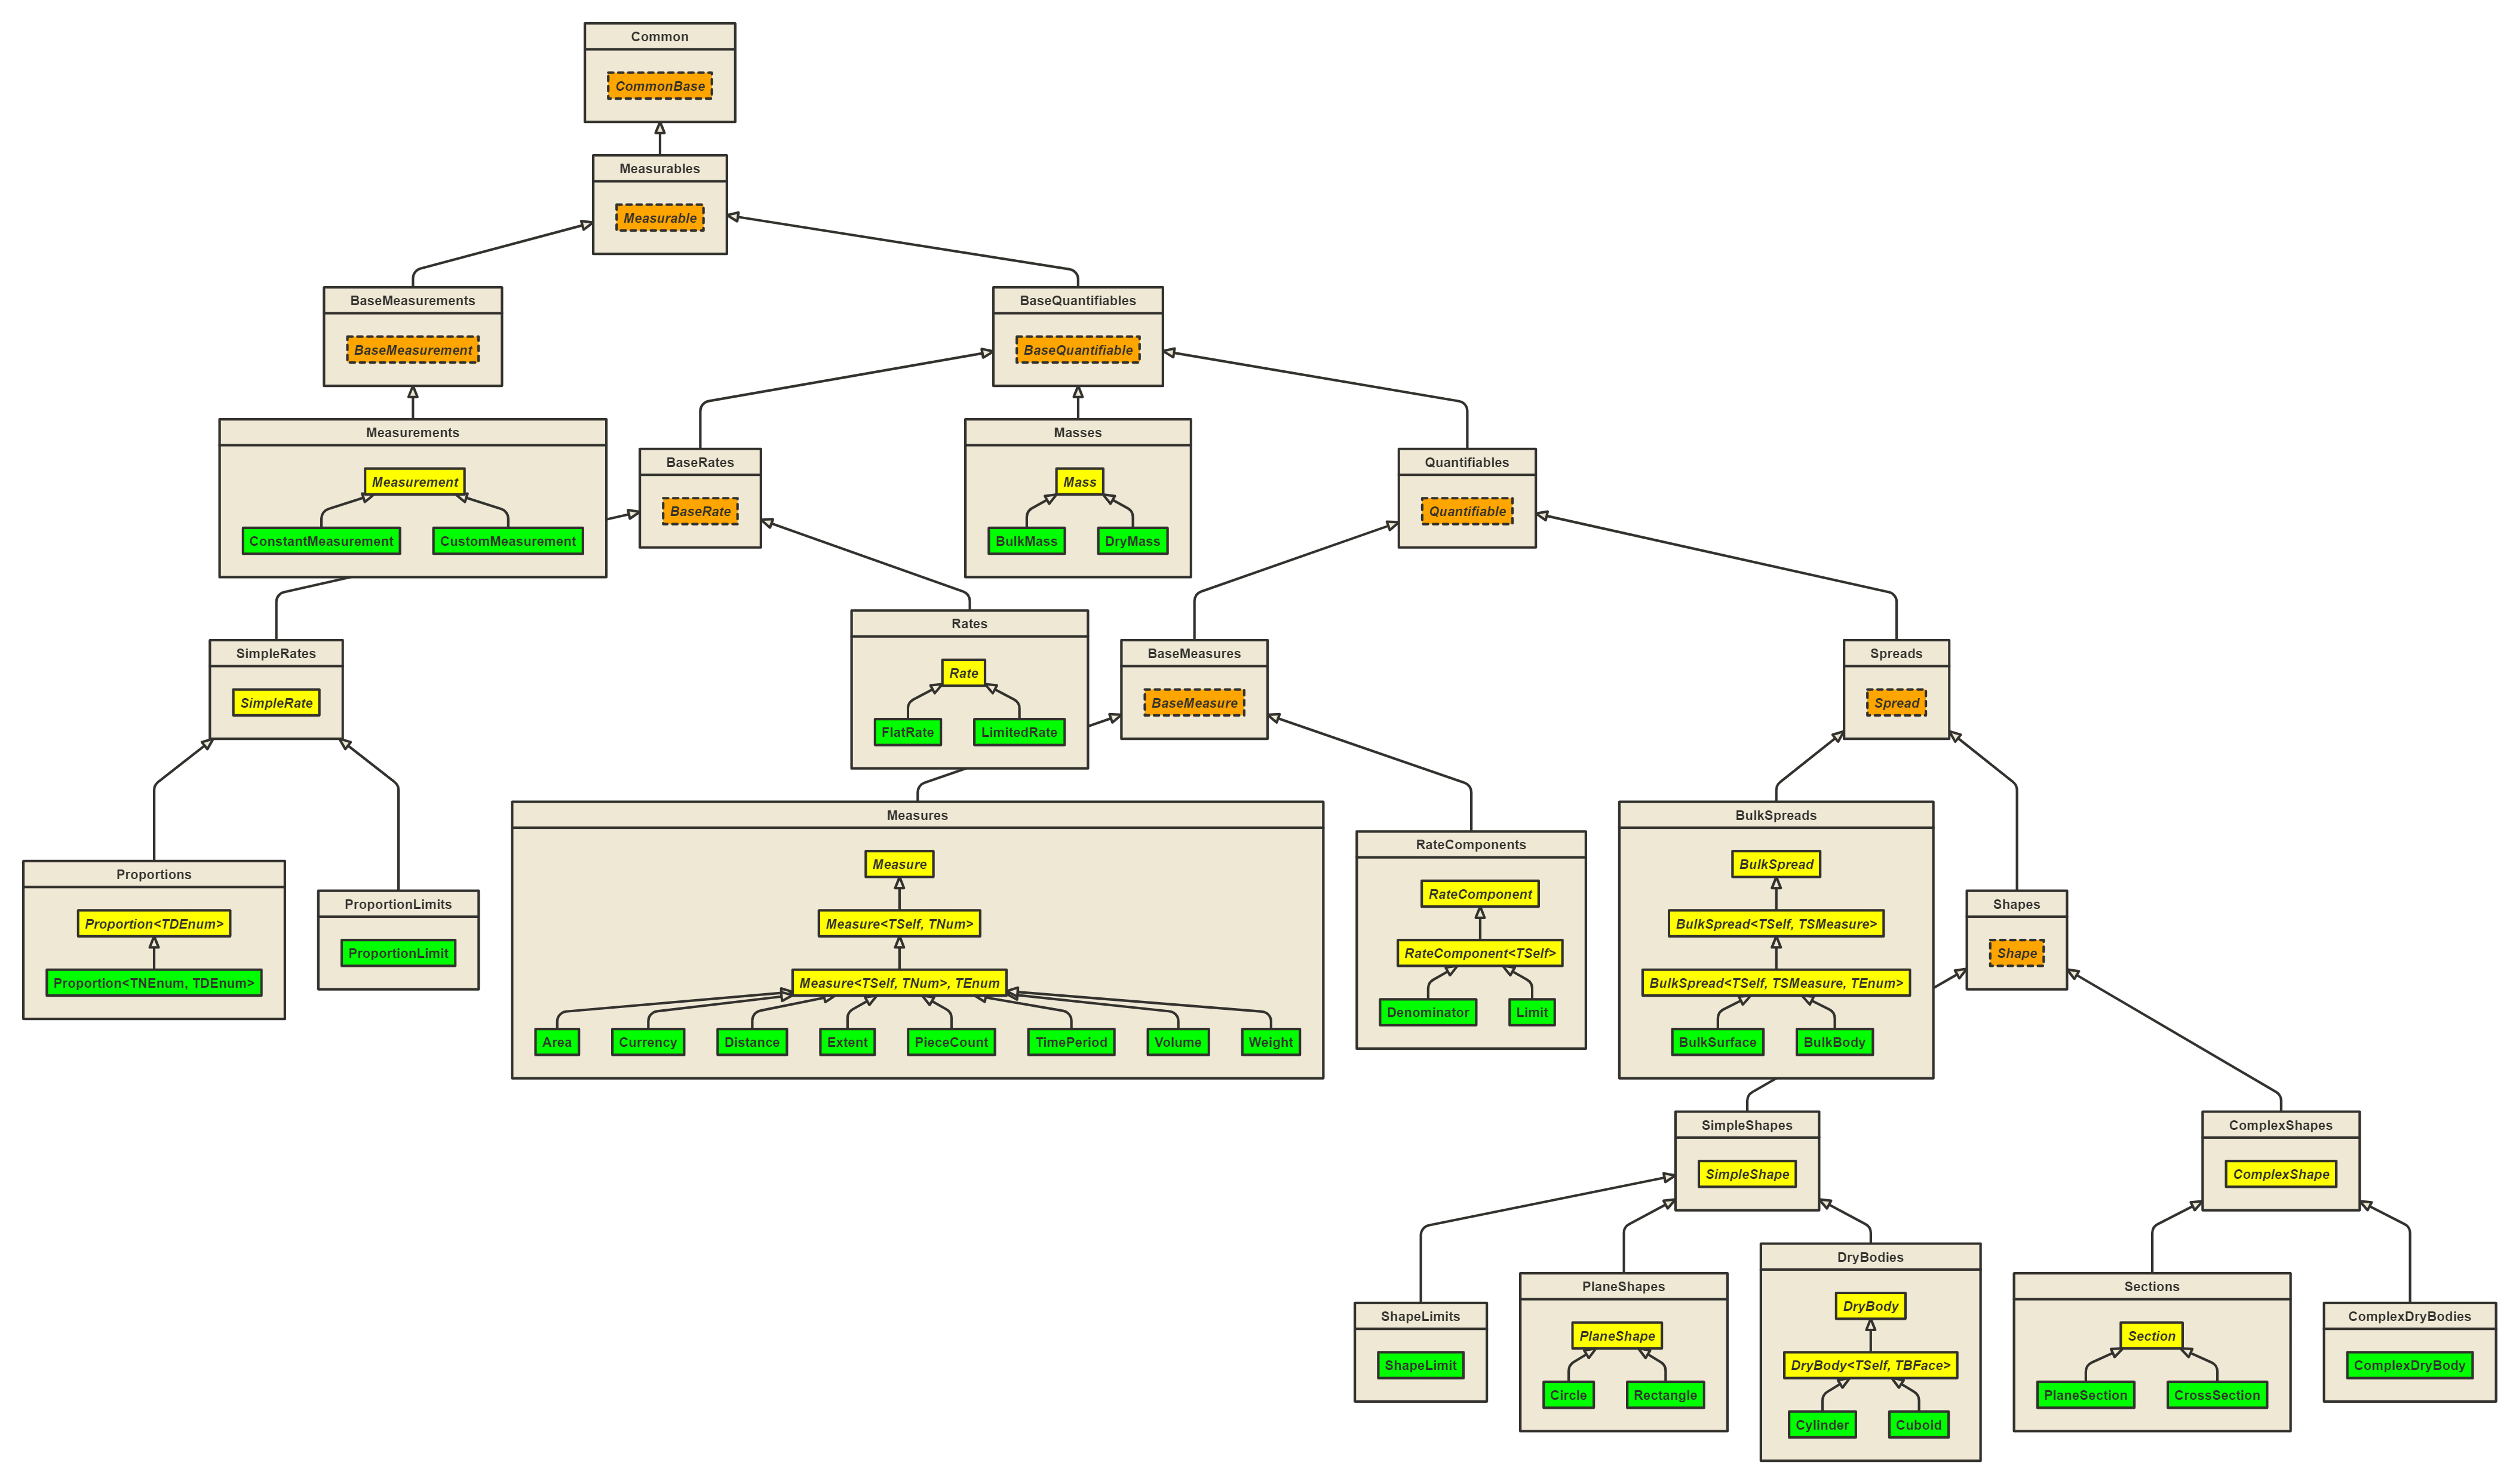 Common
CommonBase
Measurables
Measurable
BaseMeasurements
BaseMeasurement
BaseQuantifiables
BaseQuantifiable
Measurements
Measurement
ConstantMeasurement
CustomMeasurement
BaseRates
BaseRate
Masses
Mass
BulkMass
DryMass
Quantifiables
Quantifiable
SimpleRates
SimpleRate
Rates
Rate
FlatRate
LimitedRate
BaseMeasures
BaseMeasure
Spreads
Spread
Proportions
Proportion<TDEnum>
Proportion<TNEnum, TDEnum>
ProportionLimits
ProportionLimit
Measures
Measure
Measure<TSelf, TNum>
Measure<TSelf, TNum>, TEnum
Area
Currency
Distance
Extent
PieceCount
TimePeriod
Volume
Weight
RateComponents
RateComponent
RateComponent<TSelf>
Denominator
Limit
BulkSpreads
BulkSpread
BulkSpread<TSelf, TSMeasure>
BulkSpread<TSelf, TSMeasure, TEnum>
BulkSurface
BulkBody
Shapes
Shape
SimpleShapes
SimpleShape
ComplexShapes
ComplexShape
ShapeLimits
ShapeLimit
PlaneShapes
PlaneShape
Circle
Rectangle
DryBodies
DryBody
DryBody<TSelf, TBFace>
Cylinder
Cuboid
Sections
Section
PlaneSection
CrossSection
ComplexDryBodies
ComplexDryBody